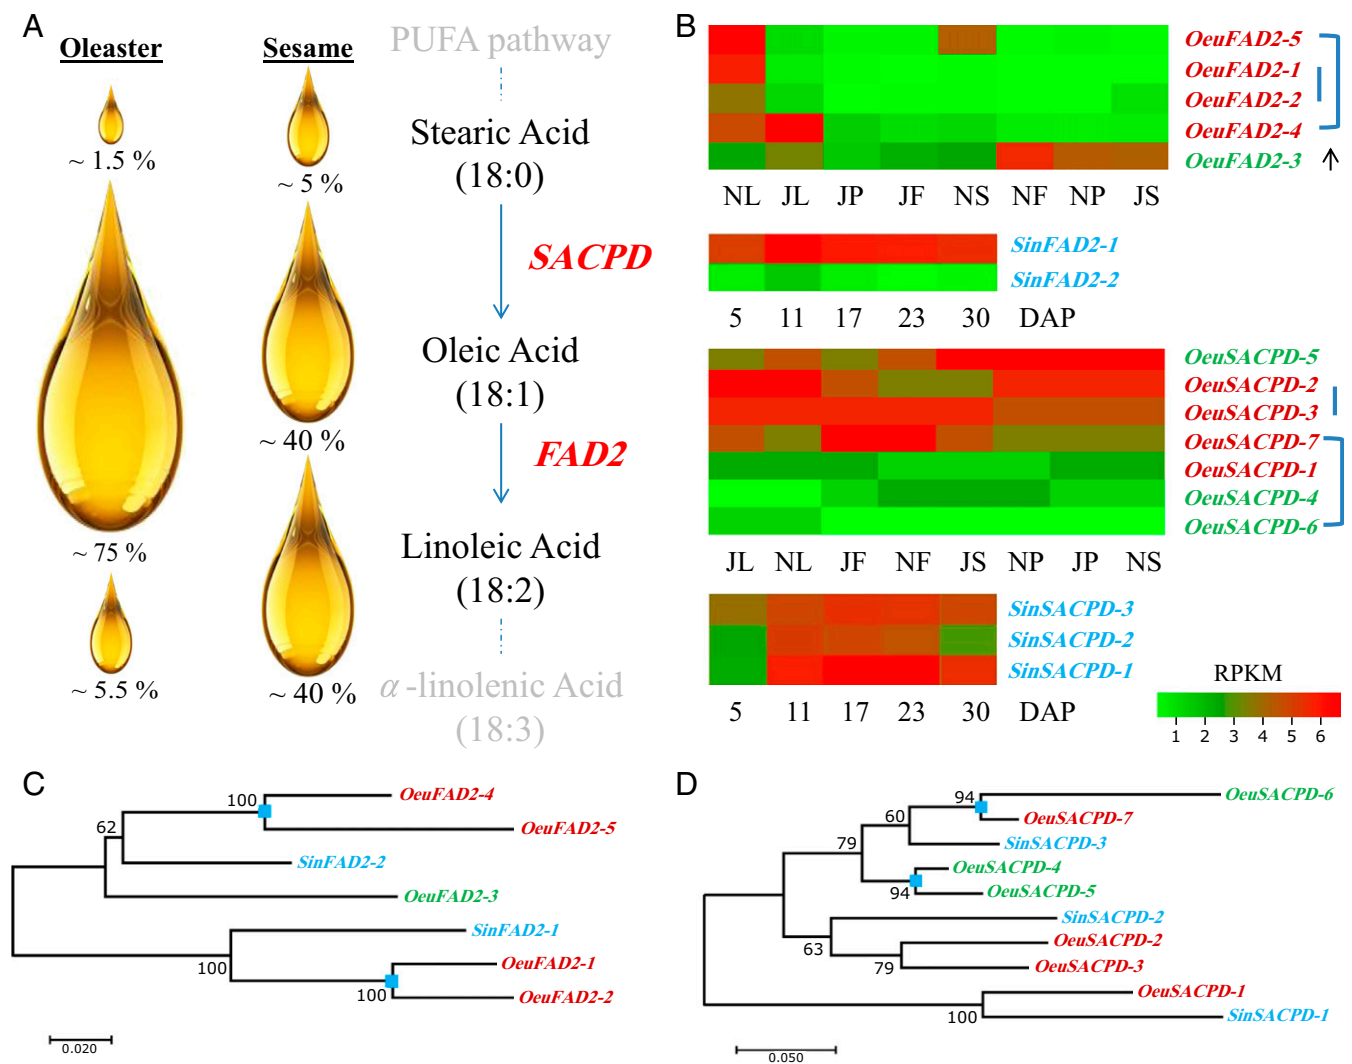 A
Oleaster
Sesame
PUFA pathway
~ 1.5 %
~ 5 %
Stearic Acid
(18:0)
SACPD
Oleic Acid
(18:1)
~ 40 %
FAD2
~ 75 %
Linoleic Acid
(18:2)
~ 5.5 %
~ 40 %
α-linolenic Acid
(18:3)
B
OeuFAD2-5
OeuFAD2-1
OeuFAD2-2
OeuFAD2-4
OeuFAD2-3
NL JL JP JF NS NF NP JS
SinFAD2-1
SinFAD2-2
5 11 17 23 30 DAP
OeuSACPD-5
OeuSACPD-2
OeuSACPD-3
OeuSACPD-7
OeuSACPD-1
OeuSACPD-4
OeuSACPD-6
JL NL JF NF JS NP JP NS
SinSACPD-3
SinSACPD-2
SinSACPD-1
5 11 17 23 30 DAP
RPKM
1 2 3 4 5 6
C
OeuFAD2-4
100
OeuFAD2-5
62
SinFAD2-2
OeuFAD2-3
SinFAD2-1
100
OeuFAD2-1
100
OeuFAD2-2
0.020
D
OeuSACPD-6
94
OeuSACPD-7
60
SinSACPD-3
79
OeuSACPD-4
94
OeuSACPD-5
SinSACPD-2
63
OeuSACPD-2
79
OeuSACPD-3
OeuSACPD-1
100
SinSACPD-1
0.050